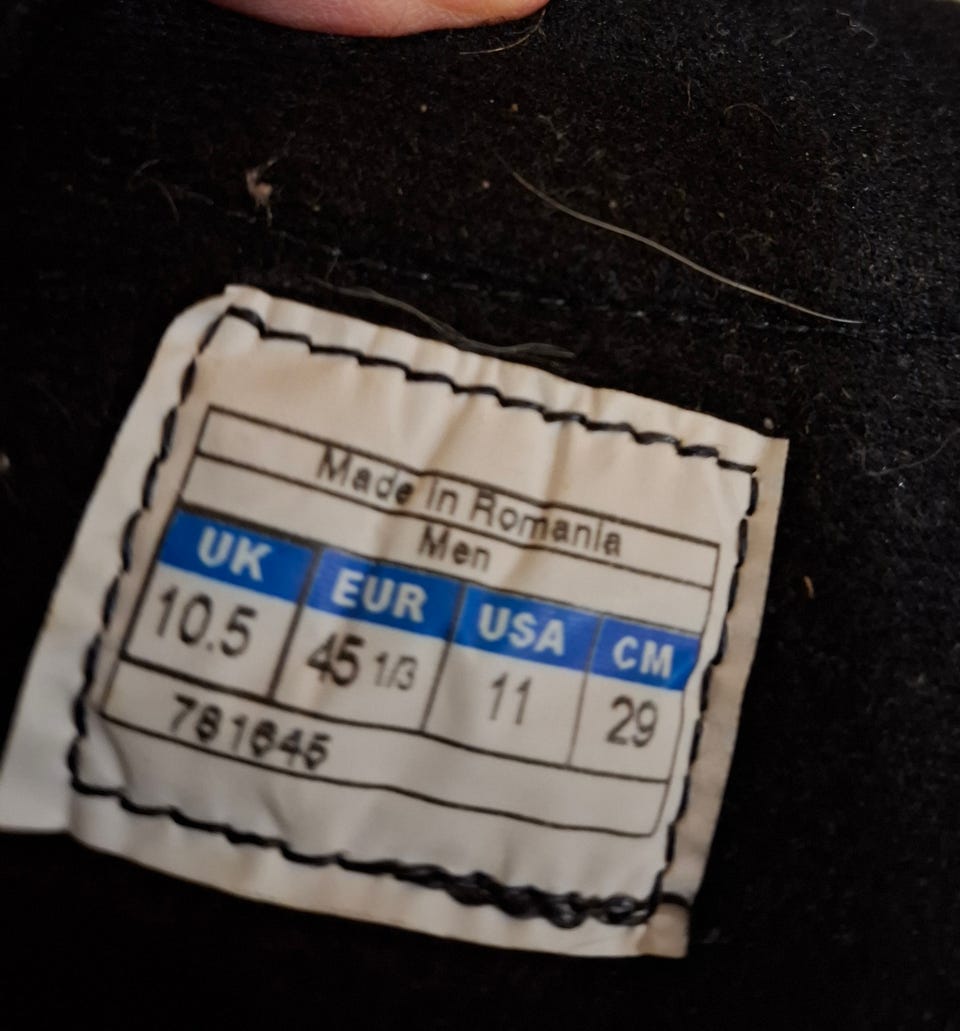 Made in Romania
Men
UK EUR USA CM
10.5 45 1/3 11 29
781645